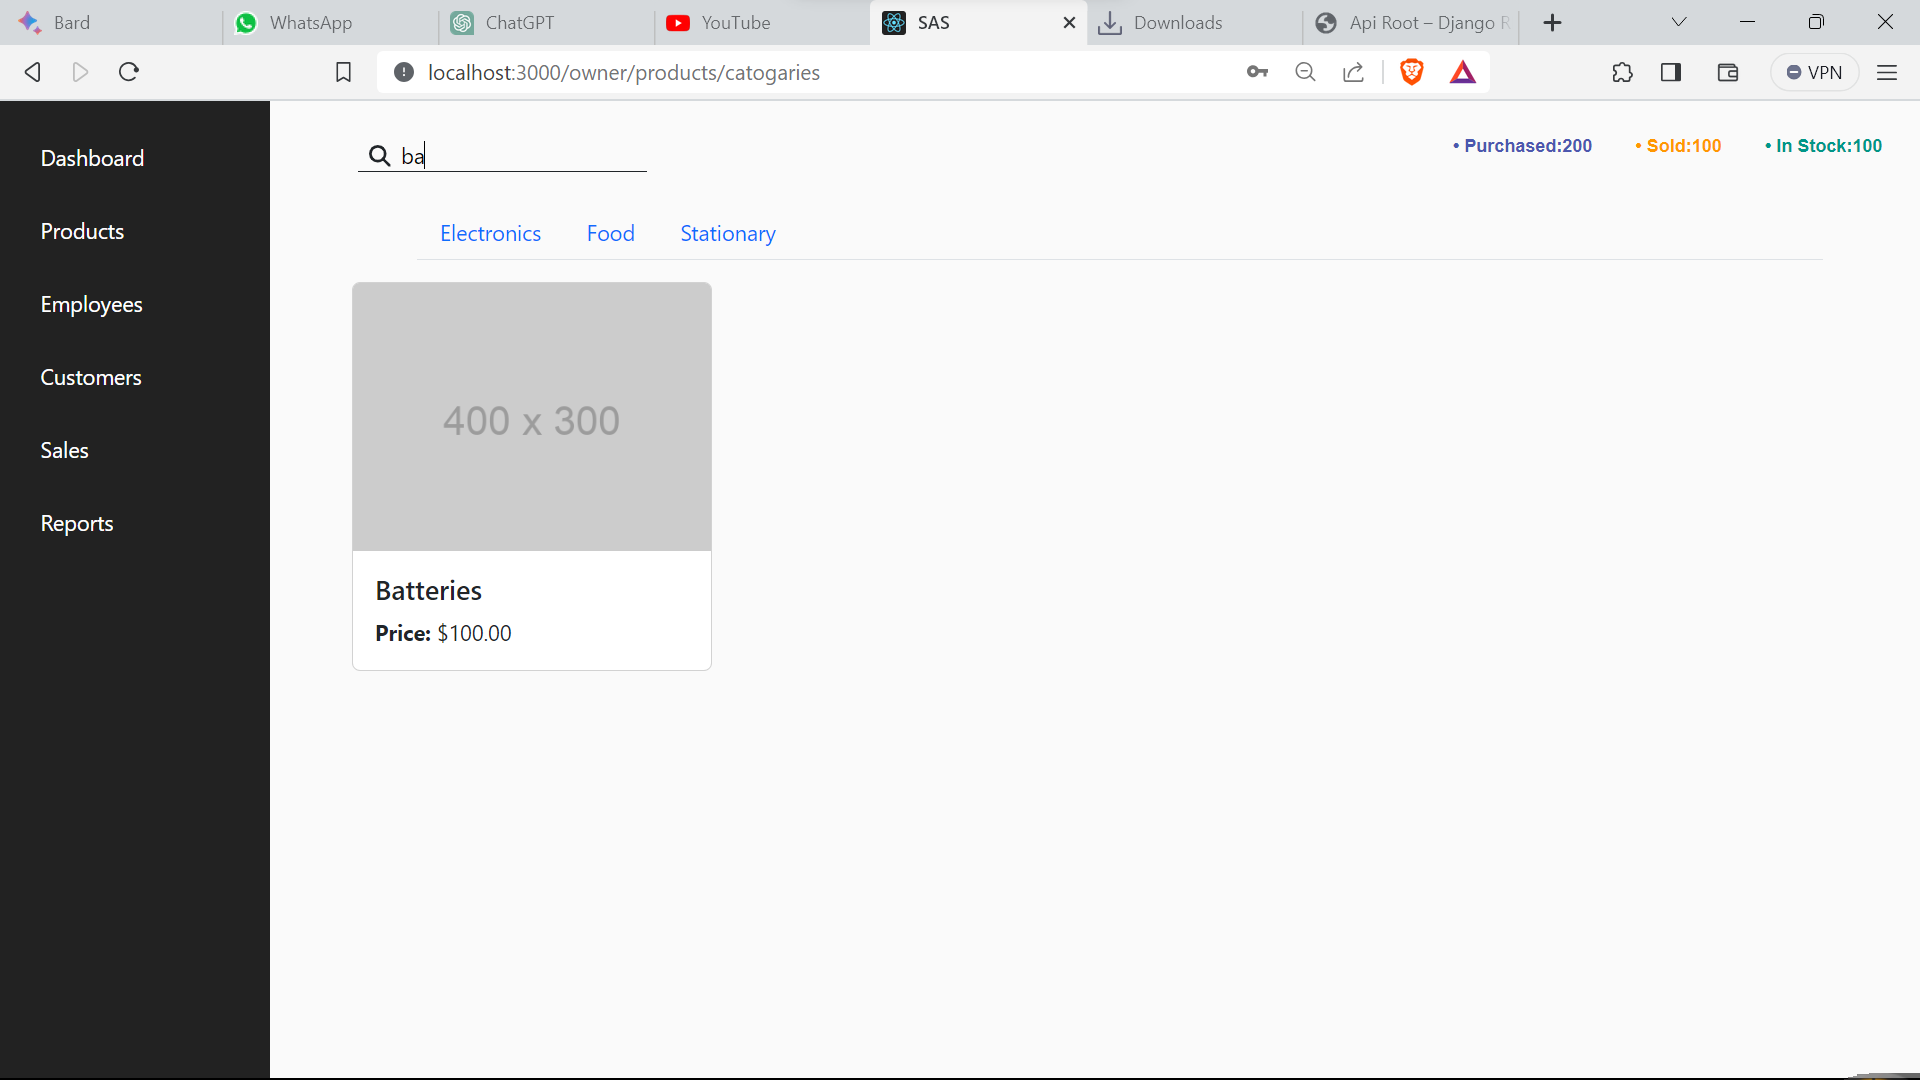 Bard WhatsApp ChatGPT YouTube SAS Downloads Api Root – Django R
localhost:3000/owner/products/catogaries VPN
Dashboard
Products
Employees
Customers
Sales
Reports
ba
• Purchased:200 • Sold:100 • In Stock:100
Electronics Food Stationary
400 x 300
Batteries
Price: $100.00